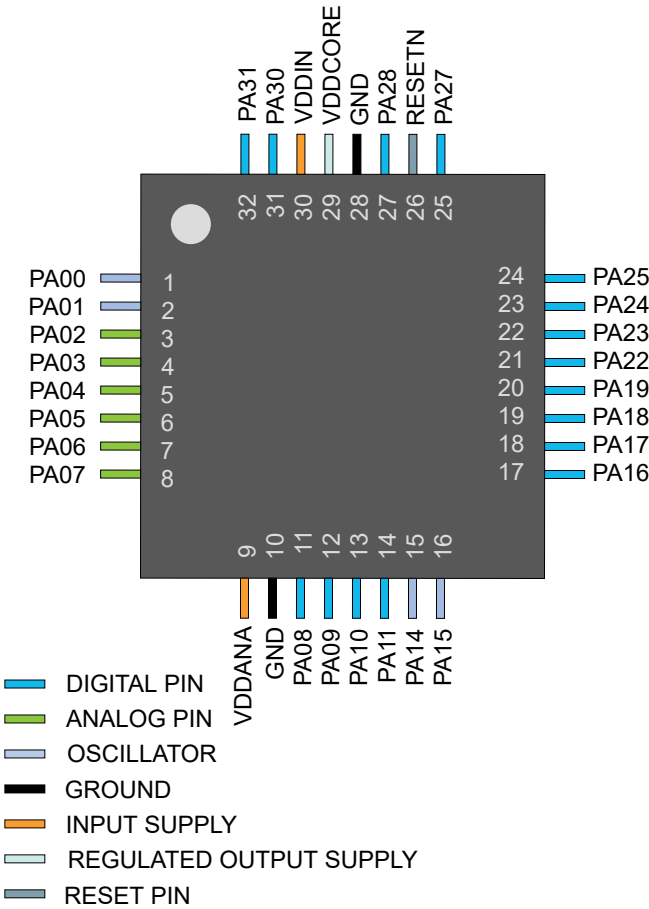 PA31
PA30
VDDIN
VDDCORE
GND
PA28
RESETN
PA27
32
31
30
29
28
27
26
25
PA00 1
PA01 2
PA02 3
PA03 4
PA04 5
PA05 6
PA06 7
PA07 8
24 PA25
23 PA24
22 PA23
21 PA22
20 PA19
19 PA18
18 PA17
17 PA16
9
10
11
12
13
14
15
16
VDDANA
GND
PA08
PA09
PA10
PA11
PA14
PA15
DIGITAL PIN
ANALOG PIN
OSCILLATOR
GROUND
INPUT SUPPLY
REGULATED OUTPUT SUPPLY
RESET PIN